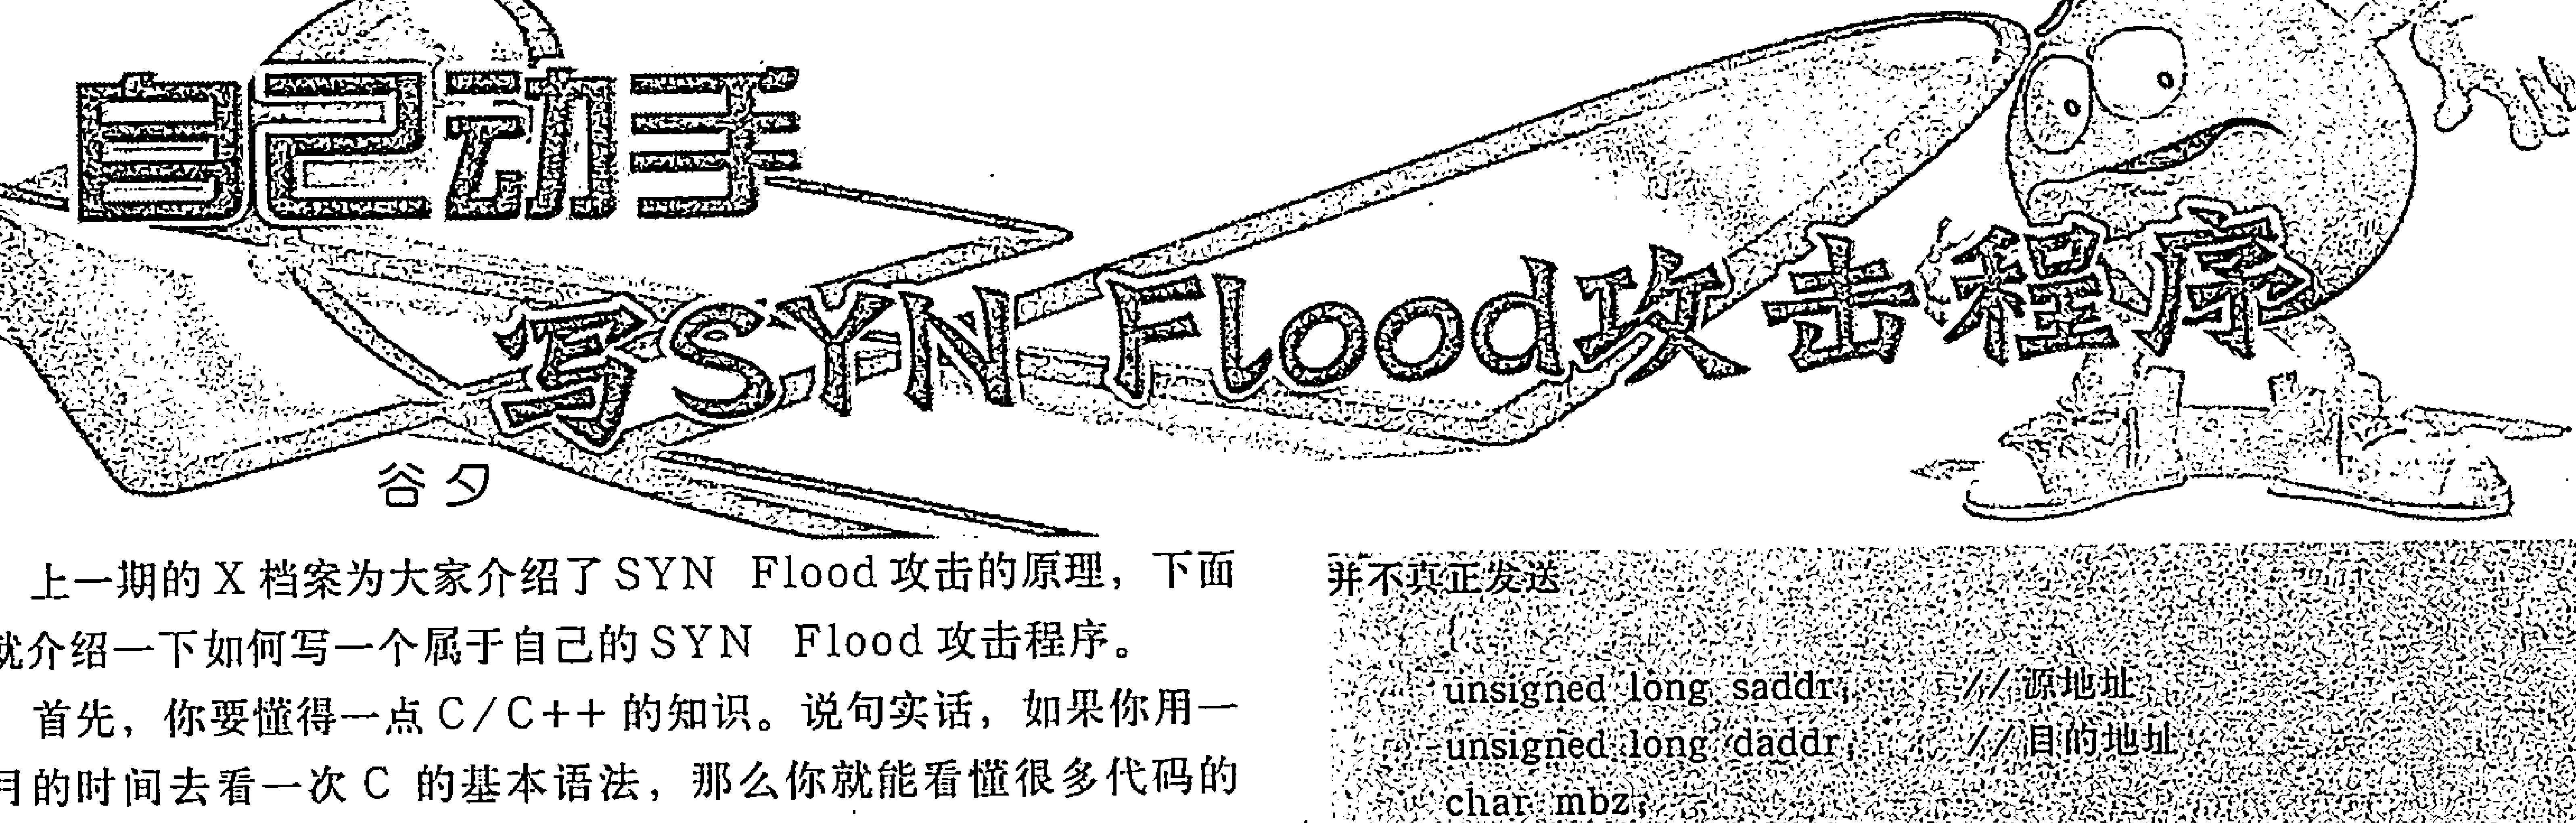 自己动手
写SYN Flood攻击程序
谷夕
上一期的X档案为大家介绍了SYN Flood攻击的原理，下面
就介绍一下如何写一个属于自己的SYN Flood攻击程序。
首先，你要懂得一点C/C++的知识。说句实话，如果你用一
月的时间去看一次C的基本语法，那么你就能看懂很多代码的
并不真正发送
{
unsigned long saddr; //源地址
unsigned long daddr; //目的地址
char mbz;